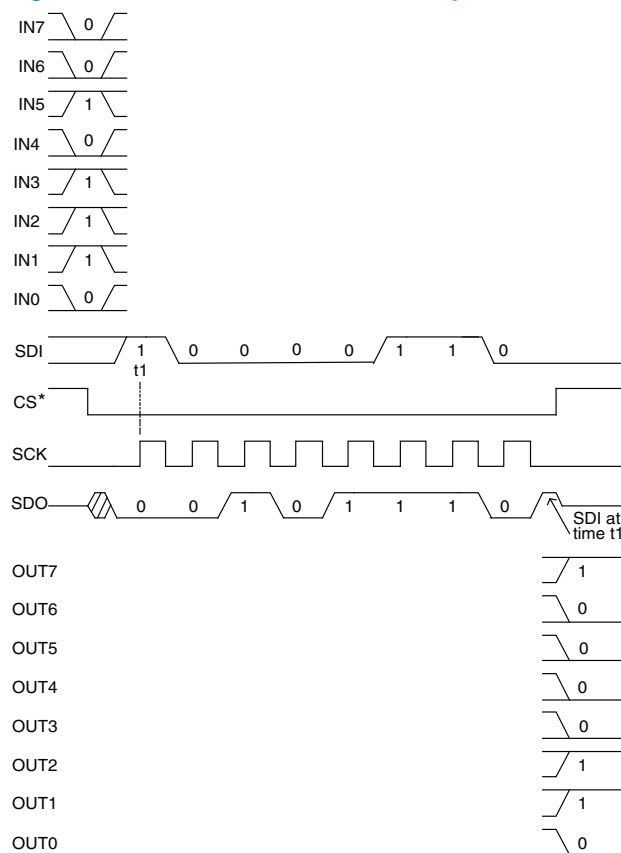 IN7 0
IN6 0
IN5 1
IN4 0
IN3 1
IN2 1
IN1 1
IN0 0
SDI 1 0 0 0 0 1 1 0
t1
CS*
SCK
SDO 0 0 1 0 1 1 1 0
SDI at
time t1
OUT7 1
OUT6 0
OUT5 0
OUT4 0
OUT3 0
OUT2 1
OUT1 1
OUT0 0